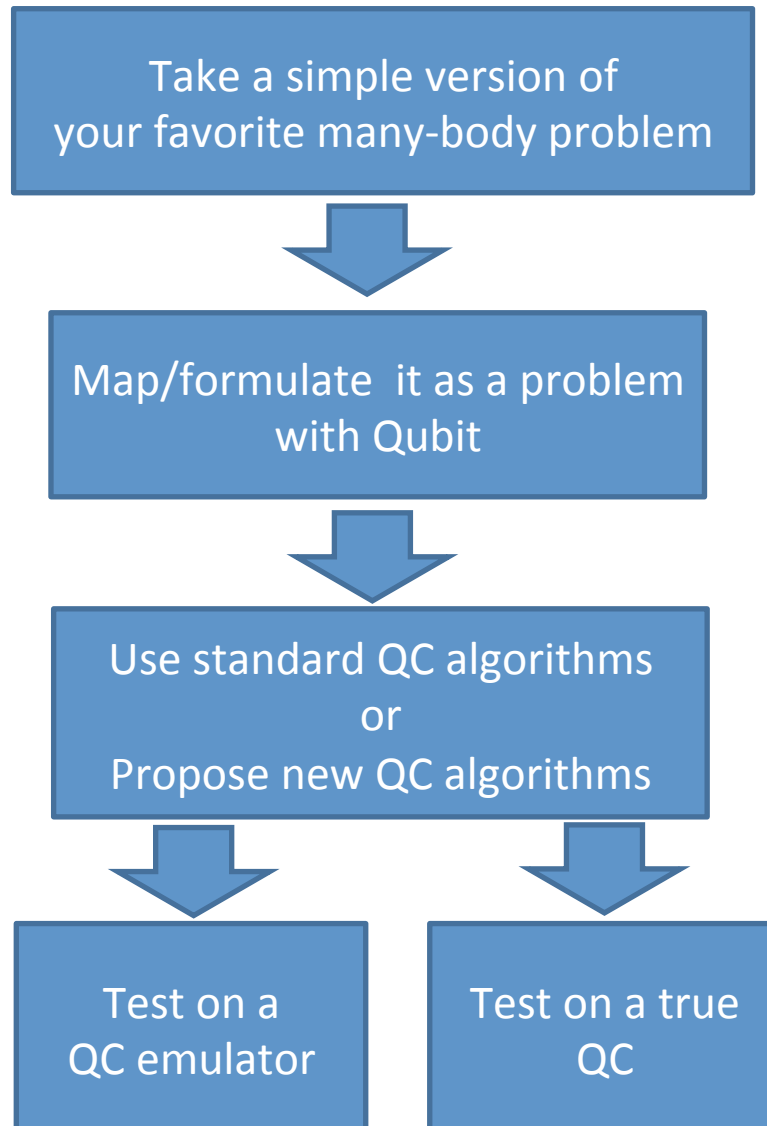 Take a simple version of
your favorite many-body problem
Map/formulate it as a problem
with Qubit
Use standard QC algorithms
or
Propose new QC algorithms
Test on a
QC emulator
Test on a true
QC